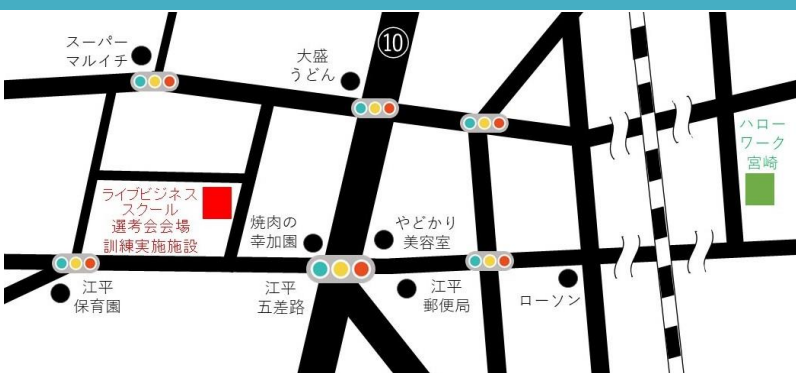 スーパー
マルイチ
大盛
うどん
⑩
ハロー
ワーク
宮崎
ライブビジネス
スクール
選考会会場
訓練実施施設
焼肉の
幸加園
やどかり
美容室
江平
保育園
江平
五差路
江平
郵便局
ローソン